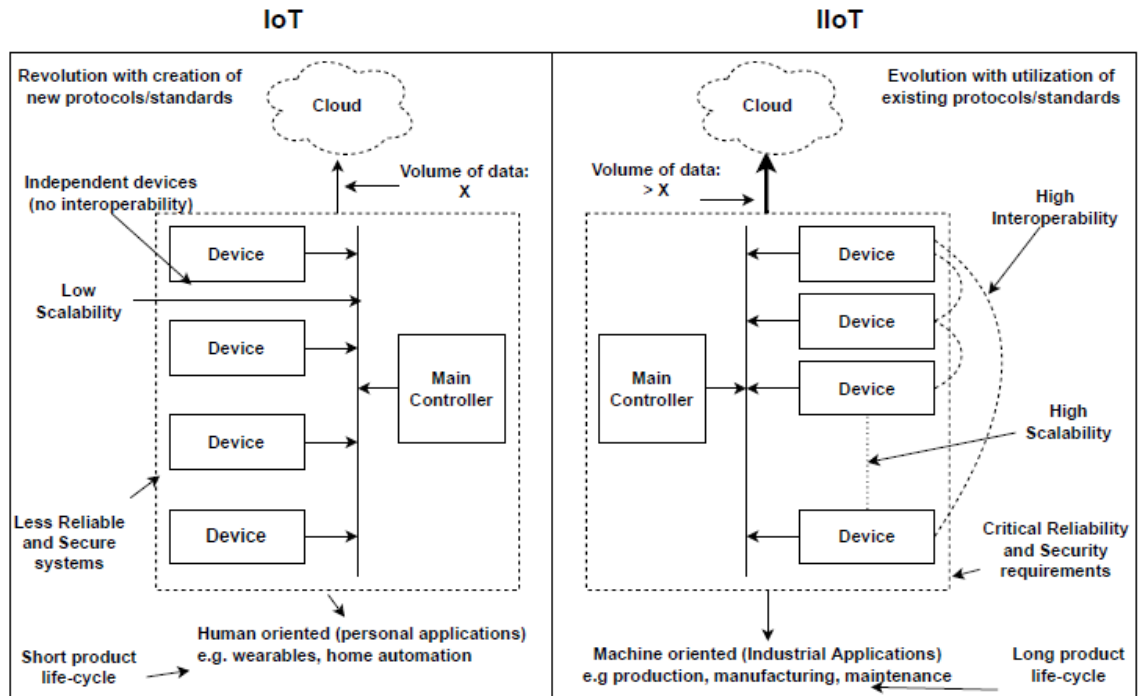 IoT
IIoT
Revolution with creation of
new protocols/standards
Cloud
Volume of data:
X
Independent devices
(no interoperability)
Device
Low
Scalability
Device
Main
Controller
Device
Less Reliable
and Secure
systems
Device
Human oriented (personal applications)
e.g. wearables, home automation
Short product
life-cycle
Evolution with utilization of
existing protocols/standards
Cloud
Volume of data:
> X
High
Interoperability
Device
Device
Main
Controller
Device
High
Scalability
Device
Critical Reliability
and Security
requirements
Machine oriented (Industrial Applications)
e.g production, manufacturing, maintenance
Long product
life-cycle